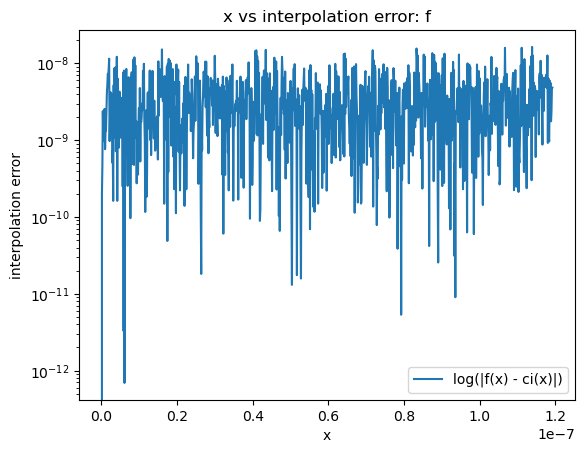 x vs interpolation error: f
interpolation error
10⁻⁸
10⁻⁹
10⁻¹⁰
10⁻¹¹
10⁻¹²
log(|f(x) - ci(x)|)
0.0 0.2 0.4 0.6 0.8 1.0 1.2
1e−7
x